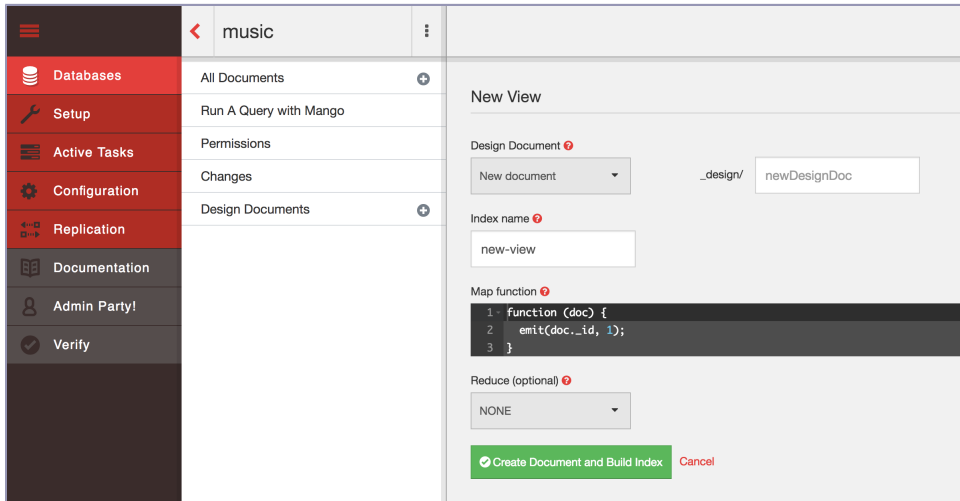 music
Databases
Setup
Active Tasks
Configuration
Replication
Documentation
Admin Party!
Verify
All Documents
Run A Query with Mango
Permissions
Changes
Design Documents
New View
Design Document
New document
_design/ newDesignDoc
Index name
new-view
Map function
1 function (doc) {
2 emit(doc._id, 1);
3 }
Reduce (optional)
NONE
Create Document and Build Index Cancel